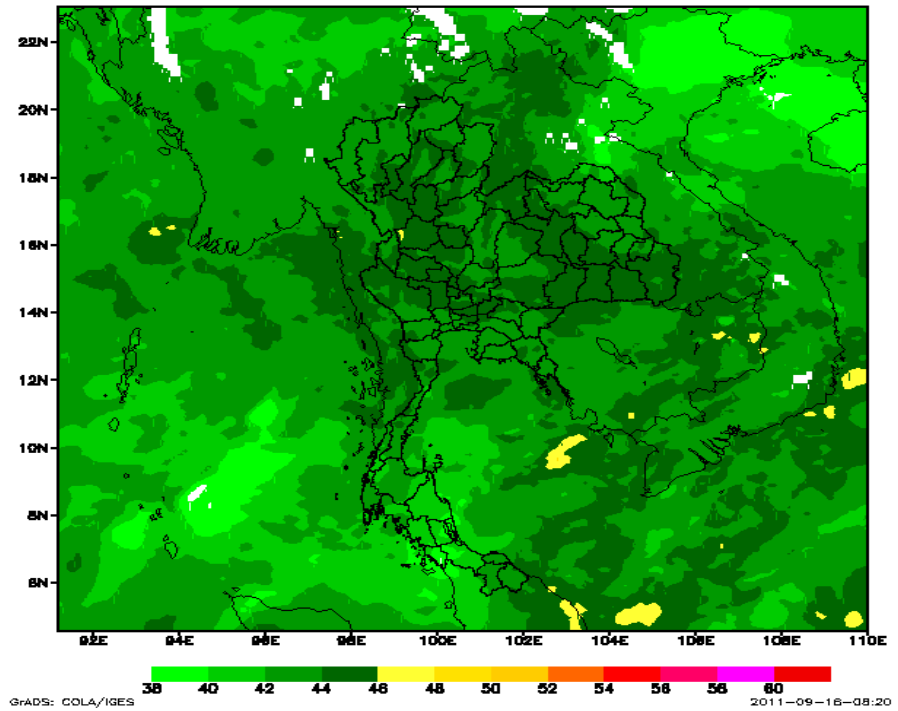 22N
20N
18N
16N
14N
12N
10N
8N
6N
92E 94E 96E 98E 100E 102E 104E 106E 108E 110E
38 40 42 44 46 48 50 52 54 56 58 60
GrADS: COLA/IGES 2011-09-16-08:20